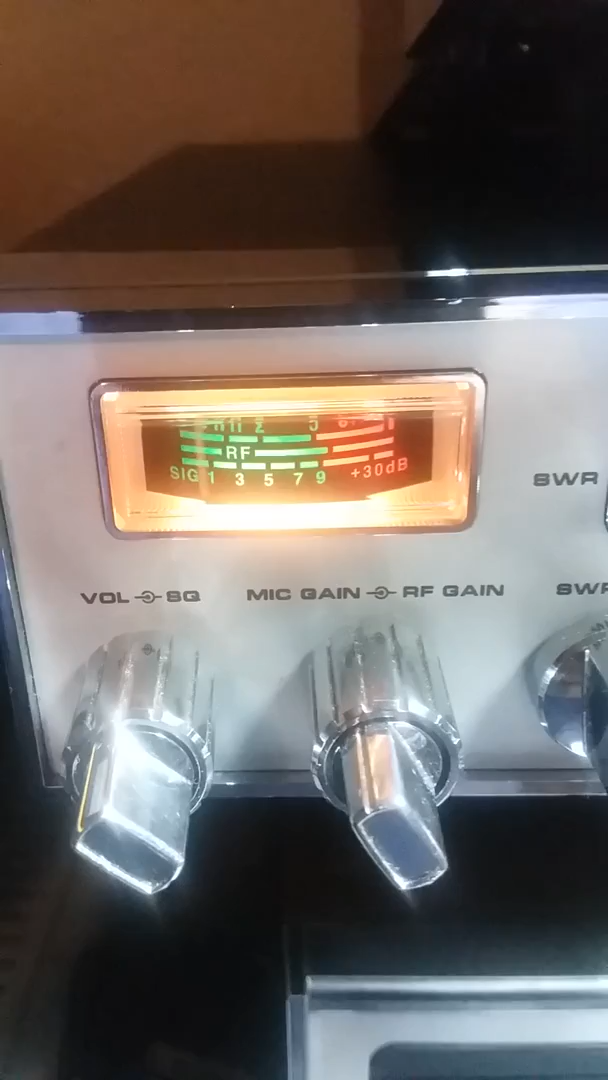 RF
SIG 1 3 5 7 9 +30dB
SWR
VOL SQ
MIC GAIN RF GAIN
SWR